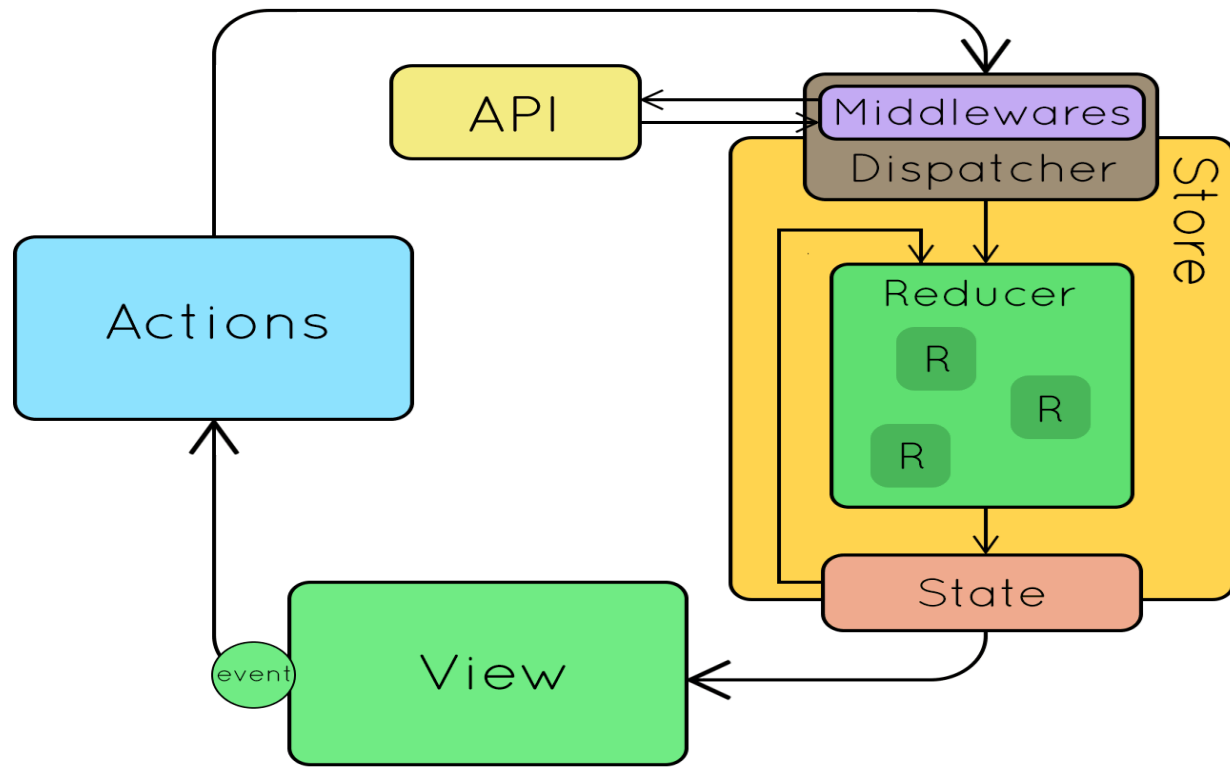 API
Middlewares
Dispatcher
Store
Actions
Reducer
R
R
R
State
event
View